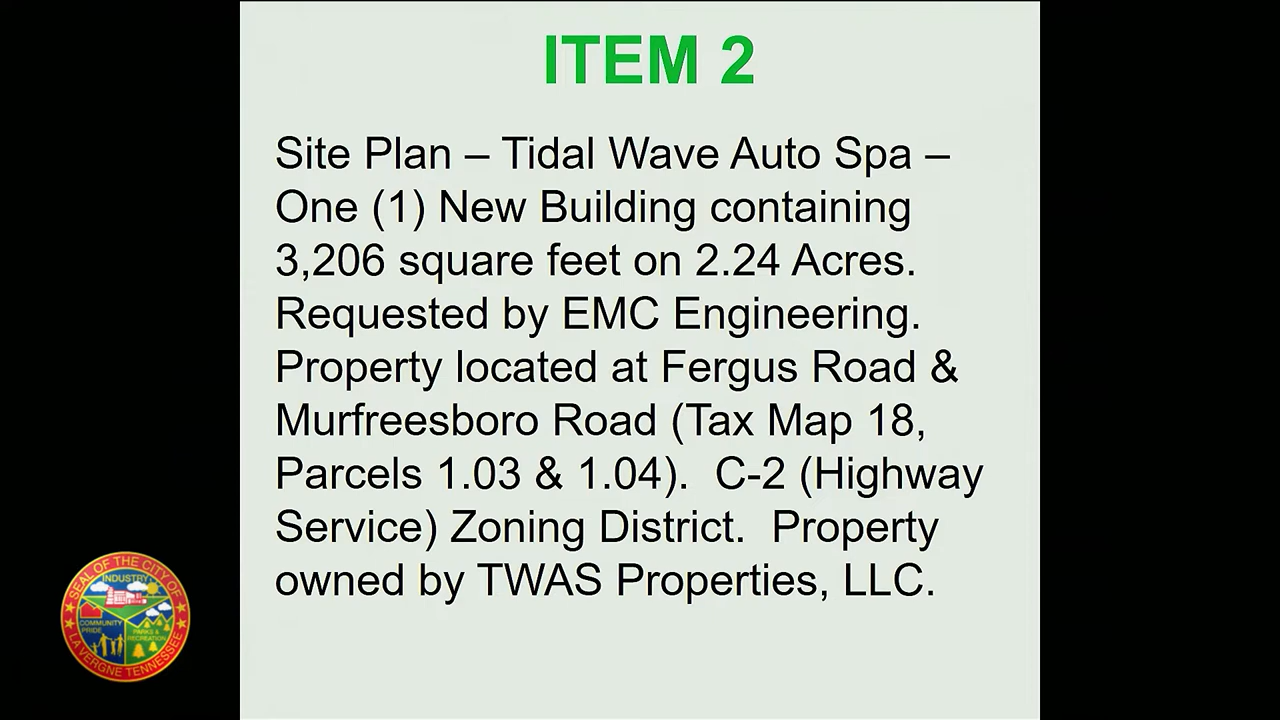 ITEM 2
Site Plan – Tidal Wave Auto Spa –
One (1) New Building containing
3,206 square feet on 2.24 Acres.
Requested by EMC Engineering.
Property located at Fergus Road &
Murfreesboro Road (Tax Map 18,
Parcels 1.03 & 1.04).  C-2 (Highway
Service) Zoning District.  Property
owned by TWAS Properties, LLC.
SEAL OF THE CITY OF
INDUSTRY
COMMUNITY
PRIDE
PARKS &
RECREATION
LA VERGNE TENNESSEE